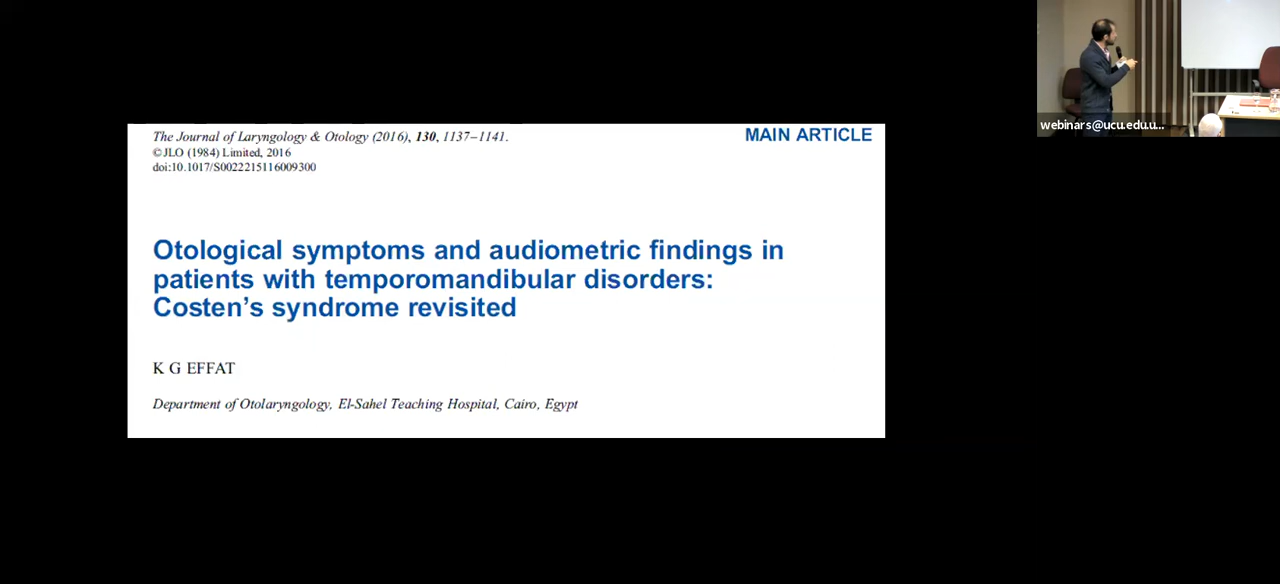 The Journal of Laryngology & Otology (2016), 130, 1137–1141.
MAIN ARTICLE
©JLO (1984) Limited, 2016
doi:10.1017/S0022215116009300
Otological symptoms and audiometric findings in
patients with temporomandibular disorders:
Costen's syndrome revisited
K G EFFAT
Department of Otolaryngology, El-Sahel Teaching Hospital, Cairo, Egypt
webinars@ucu.edu.u...